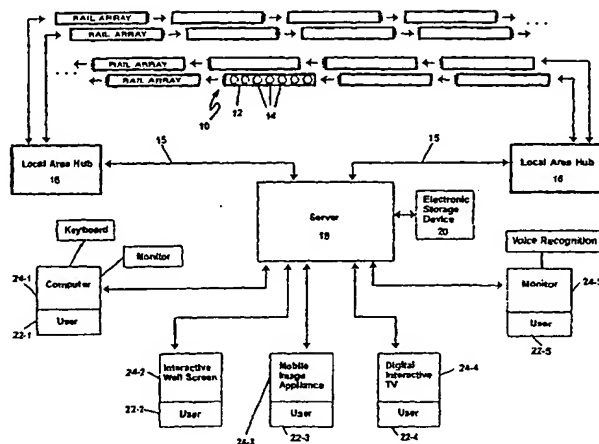 RAIL ARRAY
RAIL ARRAY
RAIL ARRAY
RAIL ARRAY
10
12
14
15
15
Local Area Hub
16
Local Area Hub
16
Server
18
Electronic
Storage
Device
20
Keyboard
Monitor
Voice Recognition
24-1
Computer
User
22-1
Monitor
24-5
User
22-5
24-2
Interactive
Wall Screen
User
22-2
Mobile
Image
Appliance
User
24-3
22-3
Digital
Interactive
TV
24-4
User
22-4